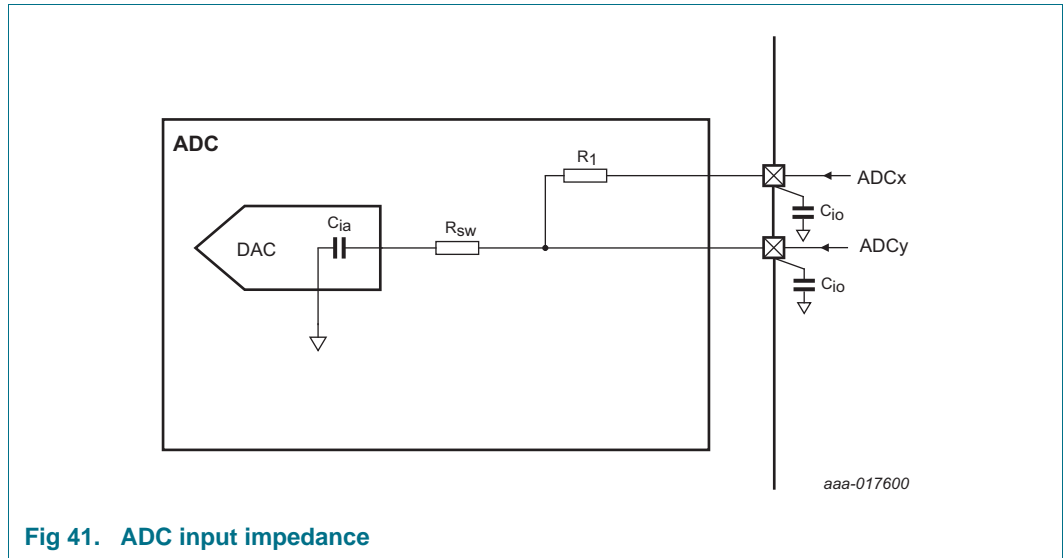 ADC
R1
ADCx
Cio
Cia
Rsw
DAC
ADCy
Cio
aaa-017600
Fig 41. ADC input impedance